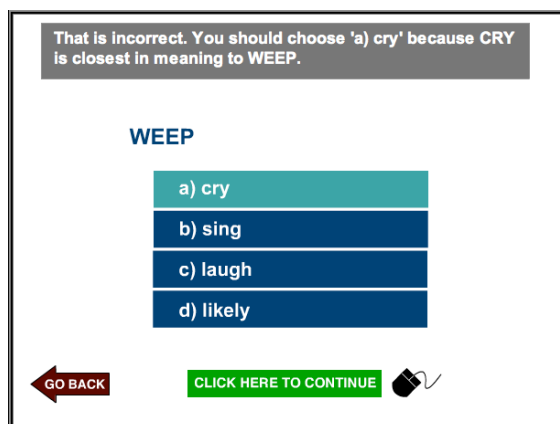 That is incorrect. You should choose 'a) cry' because CRY
is closest in meaning to WEEP.
WEEP
a) cry
b) sing
c) laugh
d) likely
GO BACK
CLICK HERE TO CONTINUE